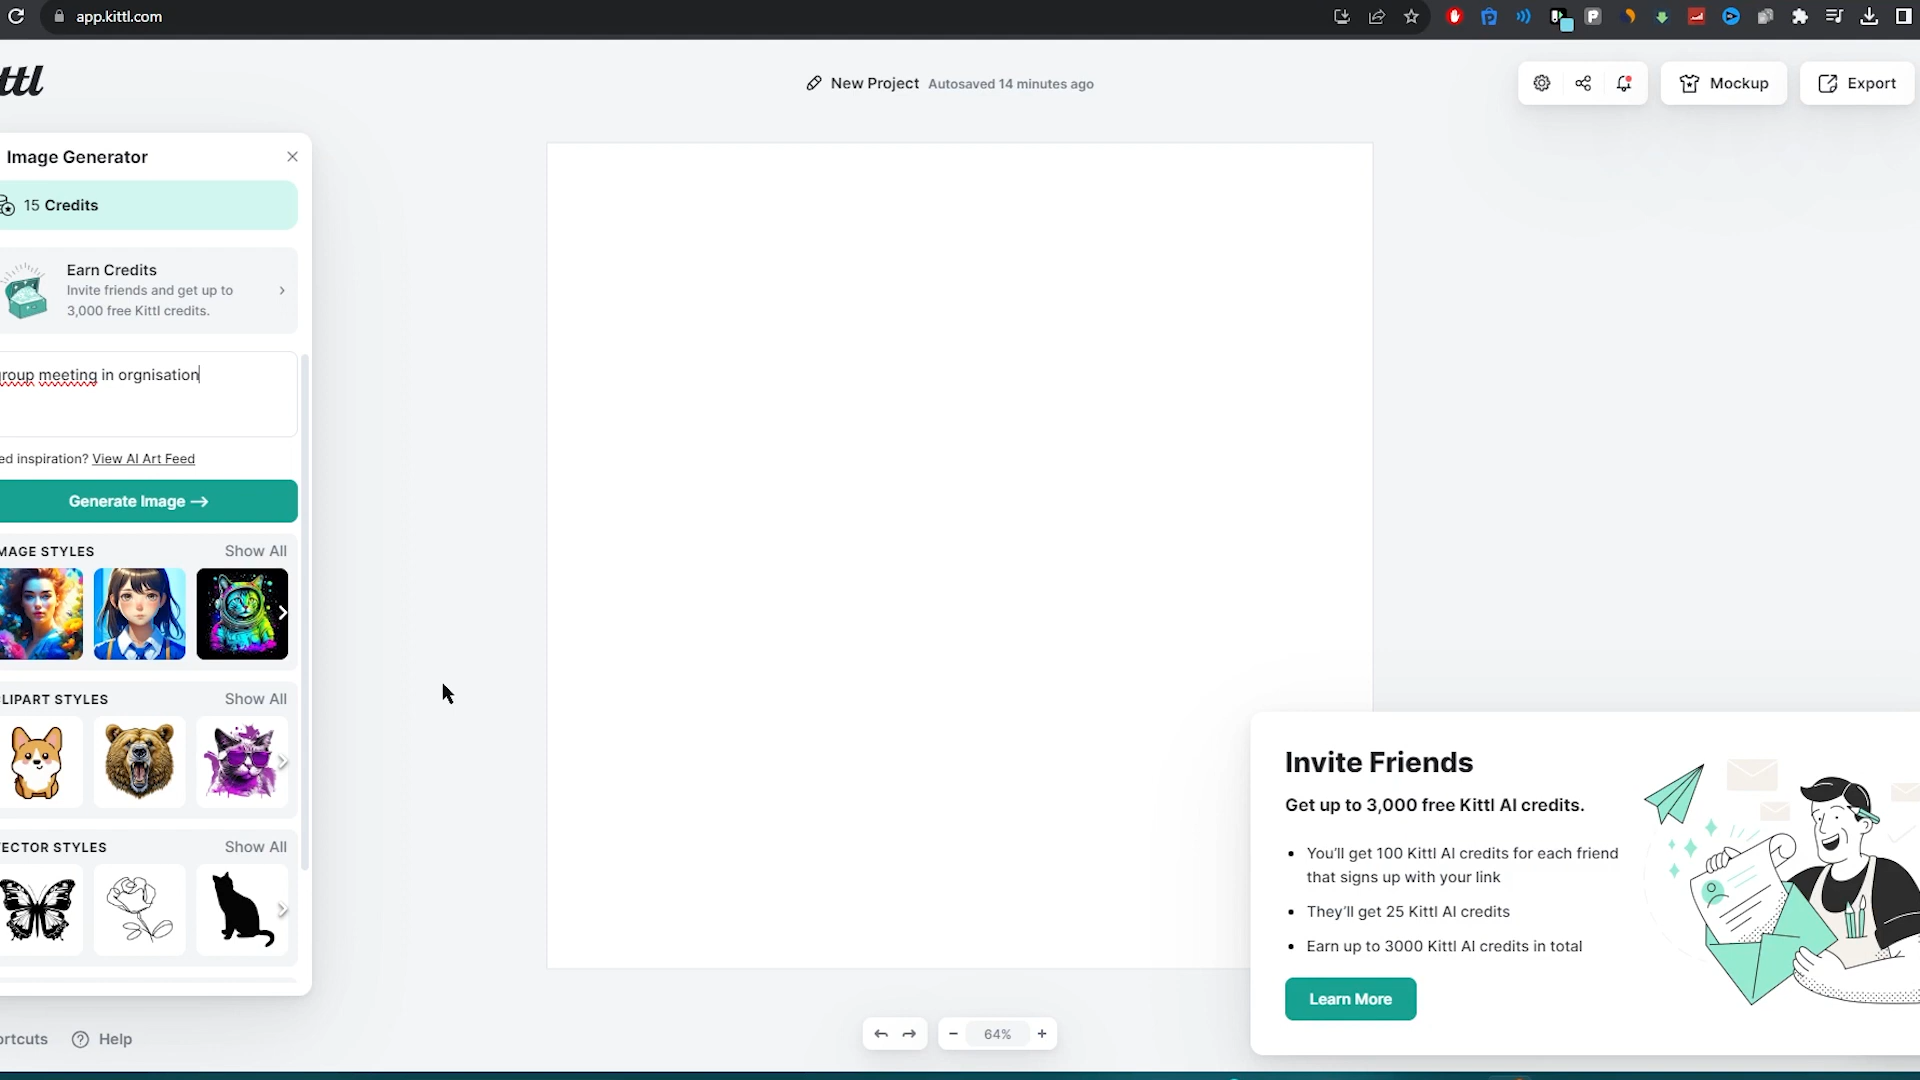 app.kittl.com
ttl
New Project Autosaved 14 minutes ago
Mockup
Export
Image Generator
15 Credits
Earn Credits
Invite friends and get up to
3,000 free Kittl credits.
roup meeting in orgnisation
ed inspiration? View AI Art Feed
Generate Image →
MAGE STYLES
Show All
LIPART STYLES
Show All
ECTOR STYLES
Show All
ortcuts
Help
64%
Invite Friends
Get up to 3,000 free Kittl AI credits.
• You'll get 100 Kittl AI credits for each friend
that signs up with your link
• They'll get 25 Kittl AI credits
• Earn up to 3000 Kittl AI credits in total
Learn More